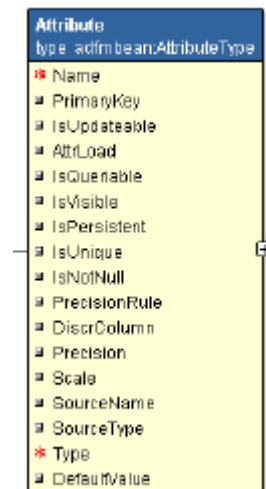 Attribute
type adfmbean:AttributeType
Name
PrimaryKey
IsUpdateable
AttrLoad
IsQueriable
IsVisible
IsPersistent
IsUnique
IsNotNull
PrecisionRule
DiscrColumn
Precision
Scale
SourceName
SourceType
Type
DefaultValue